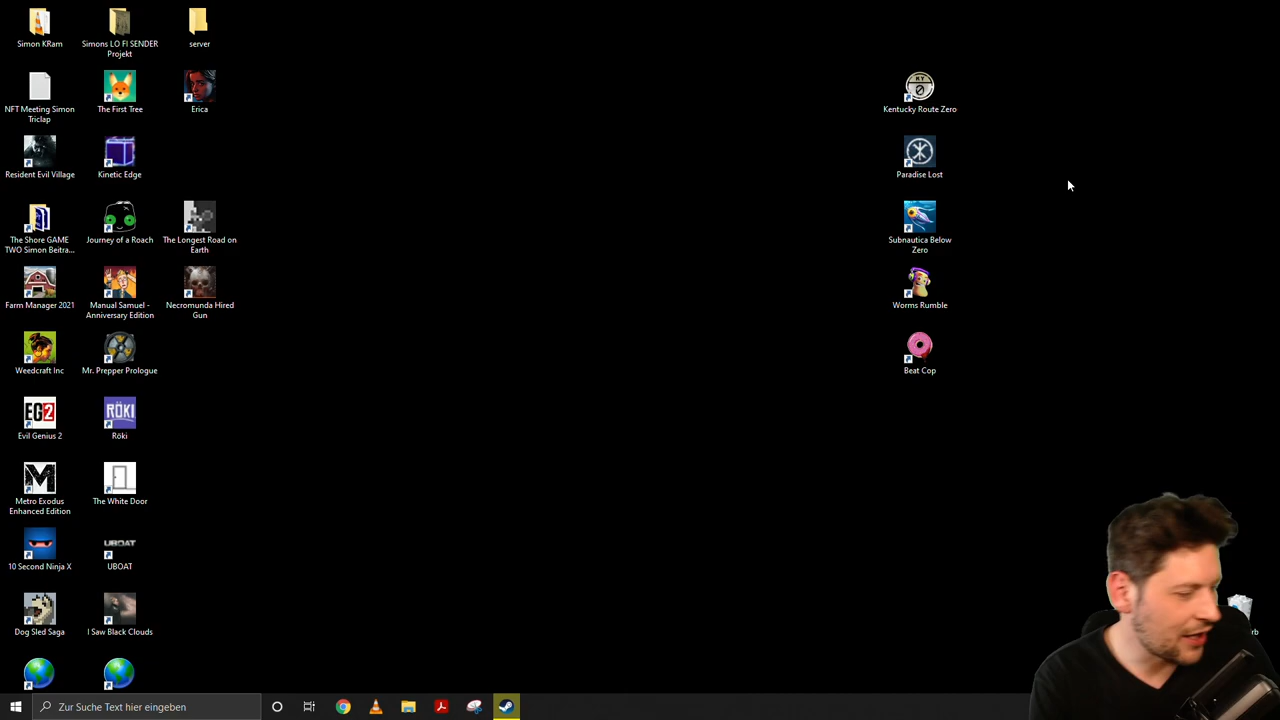 Simon KRam
Simons LO FI SENDER
Projekt
server
NFT Meeting Simon
Triclap
The First Tree
Erica
Kentucky Route Zero
KY
0
Resident Evil Village
Kinetic Edge
Paradise Lost
The Shore GAME
TWO Simon Beitra...
Journey of a Roach
The Longest Road on
Earth
Subnautica Below
Zero
Farm Manager 2021
Manual Samuel -
Anniversary Edition
Necromunda Hired
Gun
Worms Rumble
Weedcraft Inc
Mr. Prepper Prologue
Beat Cop
EG2
Evil Genius 2
RÖKI
Röki
M
Metro Exodus
Enhanced Edition
The White Door
10 Second Ninja X
UBOAT
UBOAT
Dog Sled Saga
I Saw Black Clouds
rb
Zur Suche Text hier eingeben